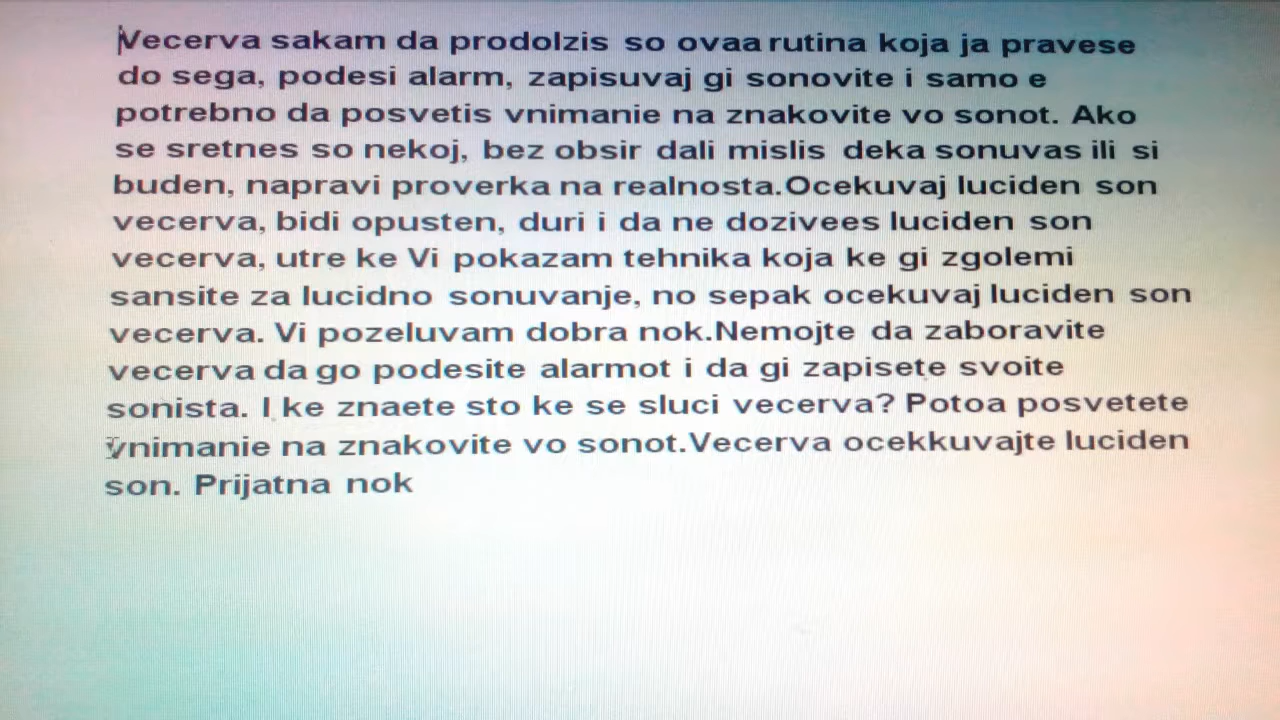 Vecerva sakam da prodolzis so ovaa rutina koja ja pravese
do sega, podesi alarm, zapisuvaj gi sonovite i samo e
potrebno da posvetis vnimanie na znakovite vo sonot. Ako
se sretnes so nekoj, bez obsir dali mislis deka sonuvas ili si
buden, napravi proverka na realnosta.Ocekuvaj luciden son
vecerva, bidi opusten, duri i da ne dozivees luciden son
vecerva, utre ke Vi pokazam tehnika koja ke gi zgolemi
sansite za lucidno sonuvanje, no sepak ocekuvaj luciden son
vecerva. Vi pozeluvam dobra nok.Nemojte da zaboravite
vecerva da go podesite alarmot i da gi zapisete svoite
sonista. I ke znaete sto ke se sluci vecerva? Potoa posvetete
vnimanie na znakovite vo sonot.Vecerva ocekkuvajte luciden
son. Prijatna nok